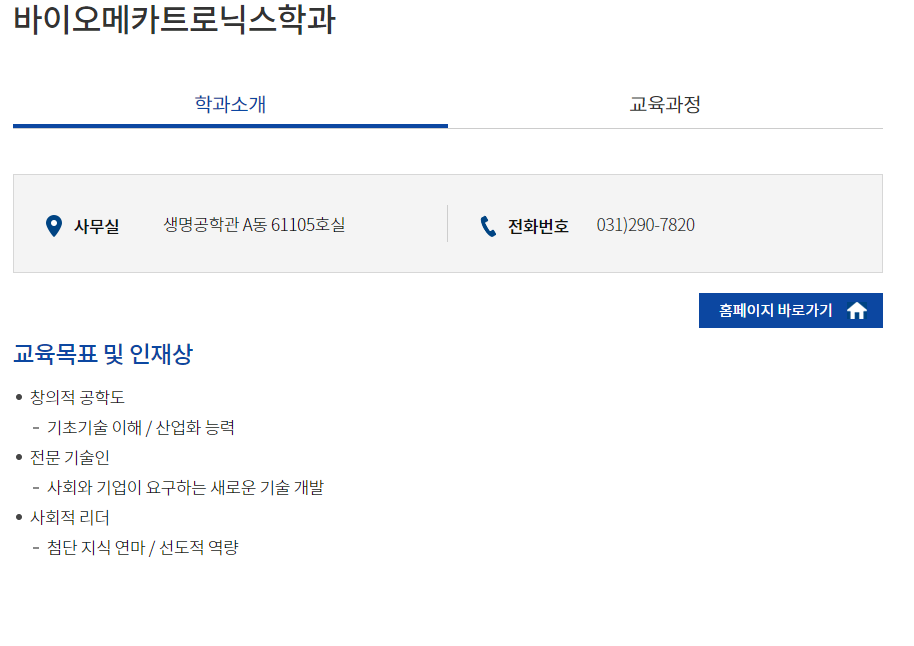 바이오메카트로닉스학과
학과소개
교육과정
사무실 생명공학관 A동 61105호실
전화번호 031)290-7820
홈페이지 바로가기
교육목표 및 인재상
• 창의적 공학도
- 기초기술 이해 / 산업화 능력
• 전문 기술인
- 사회와 기업이 요구하는 새로운 기술 개발
• 사회적 리더
- 첨단 지식 연마 / 선도적 역량